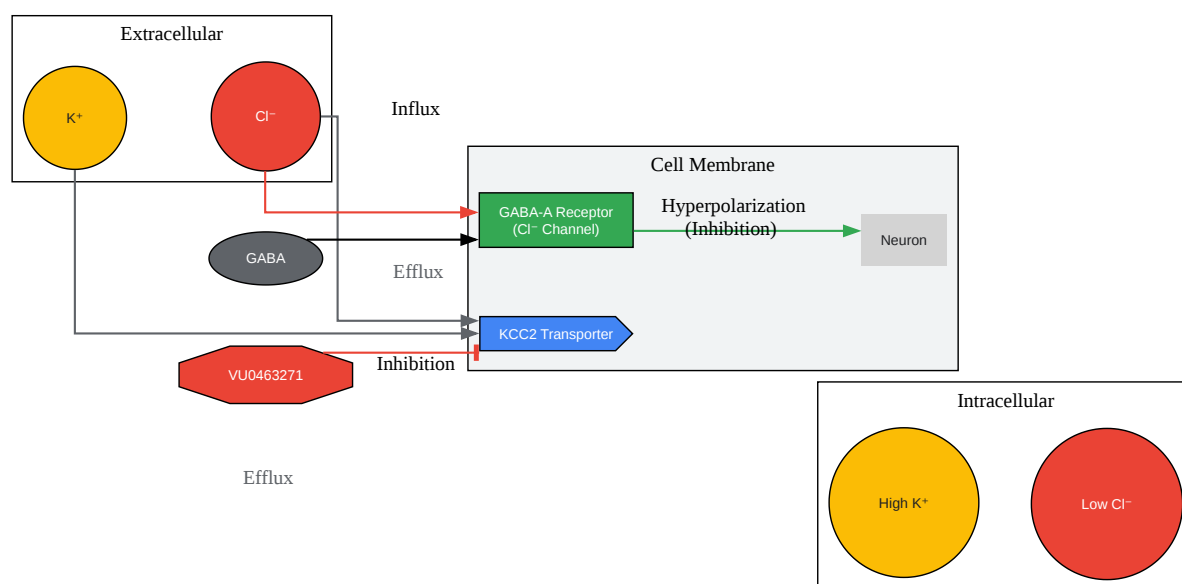 Extracellular
K⁺
Cl⁻
Influx
Cell Membrane
GABA-A Receptor
(Cl⁻ Channel)
Hyperpolarization
(Inhibition)
Neuron
GABA
Efflux
KCC2 Transporter
Inhibition
VU0463271
Intracellular
Efflux
High K⁺
Low Cl⁻